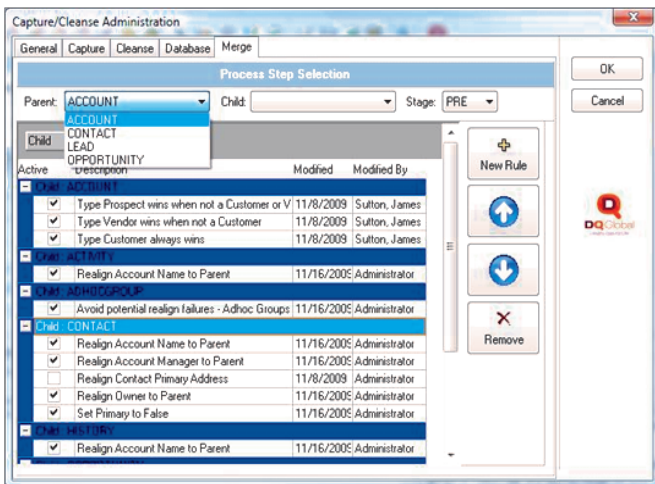 Capture/Cleanse Administration
General Capture Cleanse Database Merge
Process Step Selection
OK
Parent: ACCOUNT Child: Stage: PRE
Cancel
ACCOUNT
CONTACT
LEAD
OPPORTUNITY
Child
New Rule
Active Description Modified Modified By
Child: ACCOUNT
Type Prospect wins when not a Customer or V 11/8/2009 Sutton, James
Type Vendor wins when not a Customer 11/8/2009 Sutton, James
Type Customer always wins 11/8/2009 Sutton, James
DQGlobal
Child: ACTIVITY
Realign Account Name to Parent 11/16/2009 Administrator
Child: ADHOCGROUP
Avoid potential realign failures - Adhoc Groups 11/16/2009 Administrator
Child: CONTACT
Remove
Realign Account Name to Parent 11/16/2009 Administrator
Realign Account Manager to Parent 11/16/2009 Administrator
Realign Contact Primary Address 11/8/2009 Administrator
Realign Owner to Parent 11/16/2009 Administrator
Set Primary to False 11/16/2009 Administrator
Child: HISTORY
Realign Account Name to Parent 11/16/2009 Administrator